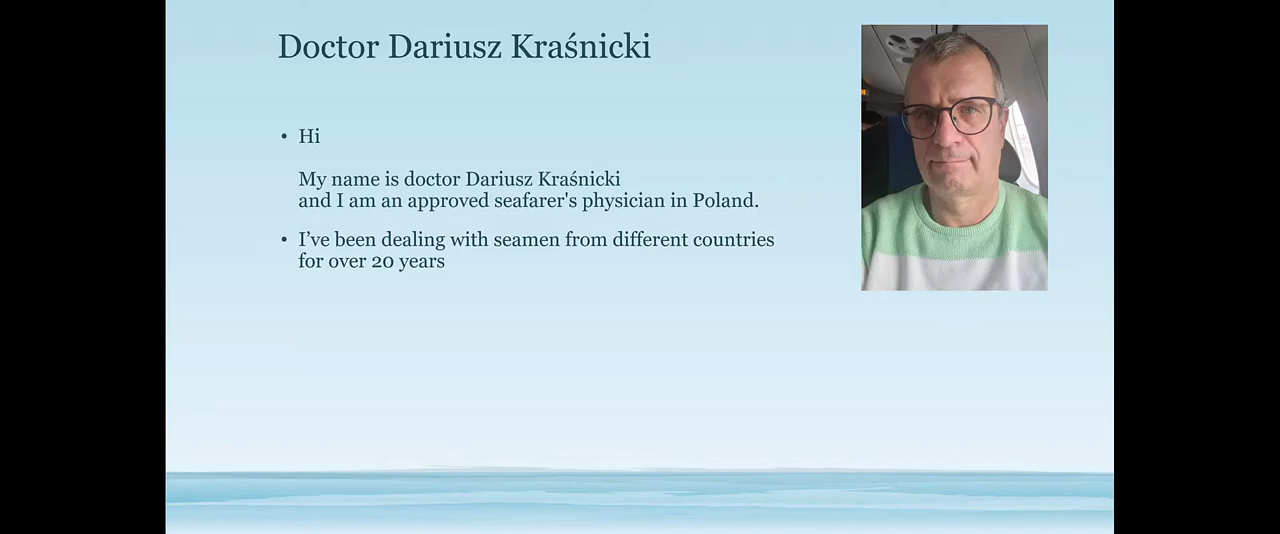 Doctor Dariusz Kraśnicki
• Hi
My name is doctor Dariusz Kraśnicki
and I am an approved seafarer's physician in Poland.
• I’ve been dealing with seamen from different countries
for over 20 years